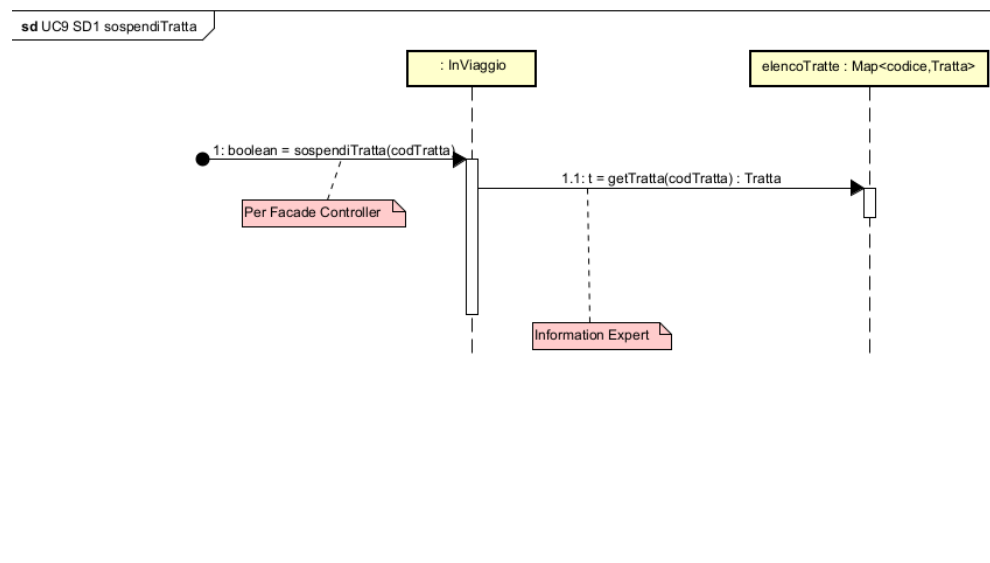 sd UC9 SD1 sospendiTratta
: InViaggio
elencoTratte : Map<codice,Tratta>
1: boolean = sospendiTratta(codTratta)
1.1: t = getTratta(codTratta) : Tratta
Per Facade Controller
Information Expert